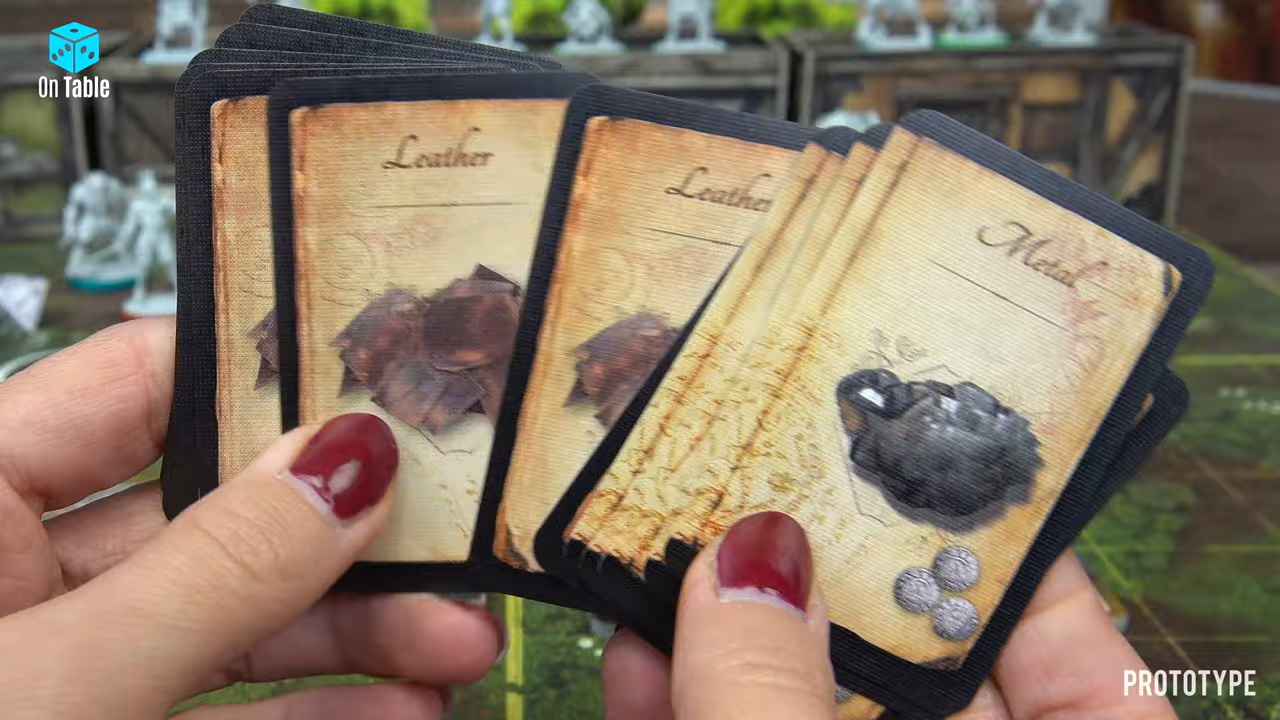 On Table
Leather
Leather
Metal
PROTOTYPE